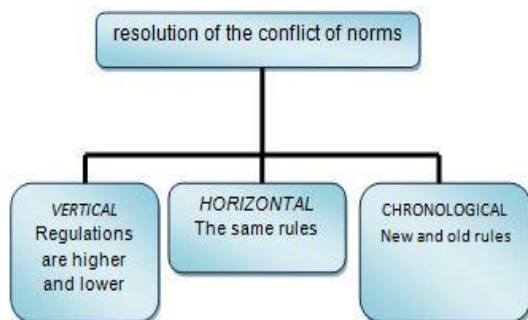 resolution of the conflict of norms
VERTICAL
Regulations
are higher
and lower
HORIZONTAL
The same rules
CHRONOLOGICAL
New and old rules